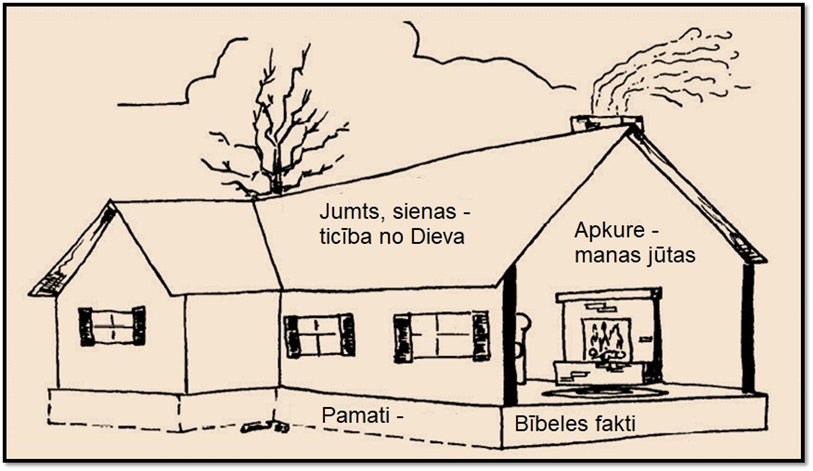 Jumts, sienas -
ticība no Dieva
Apkure -
manas jūtas
Pamati -
Bībeles fakti